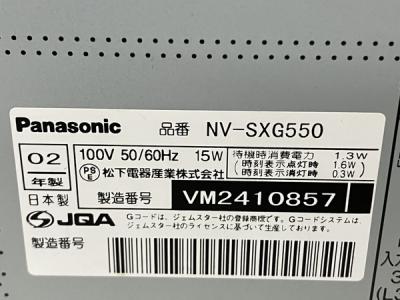 Panasonic 品番 NV-SXG550
02年製
100V 50/60Hz 15W
待機時消費電力 1.3W
(時刻表示点灯時 1.6W
時刻表示消灯時 0.3W)
PSE
松下電器産業株式会社
日本製
製造番号 VM2410857
JQA
Gコードは、ジェムスター社の登録商標です。Gコードシステムは、
ジェムスター社のライセンスに基づいて生産しております。
製造番号
入